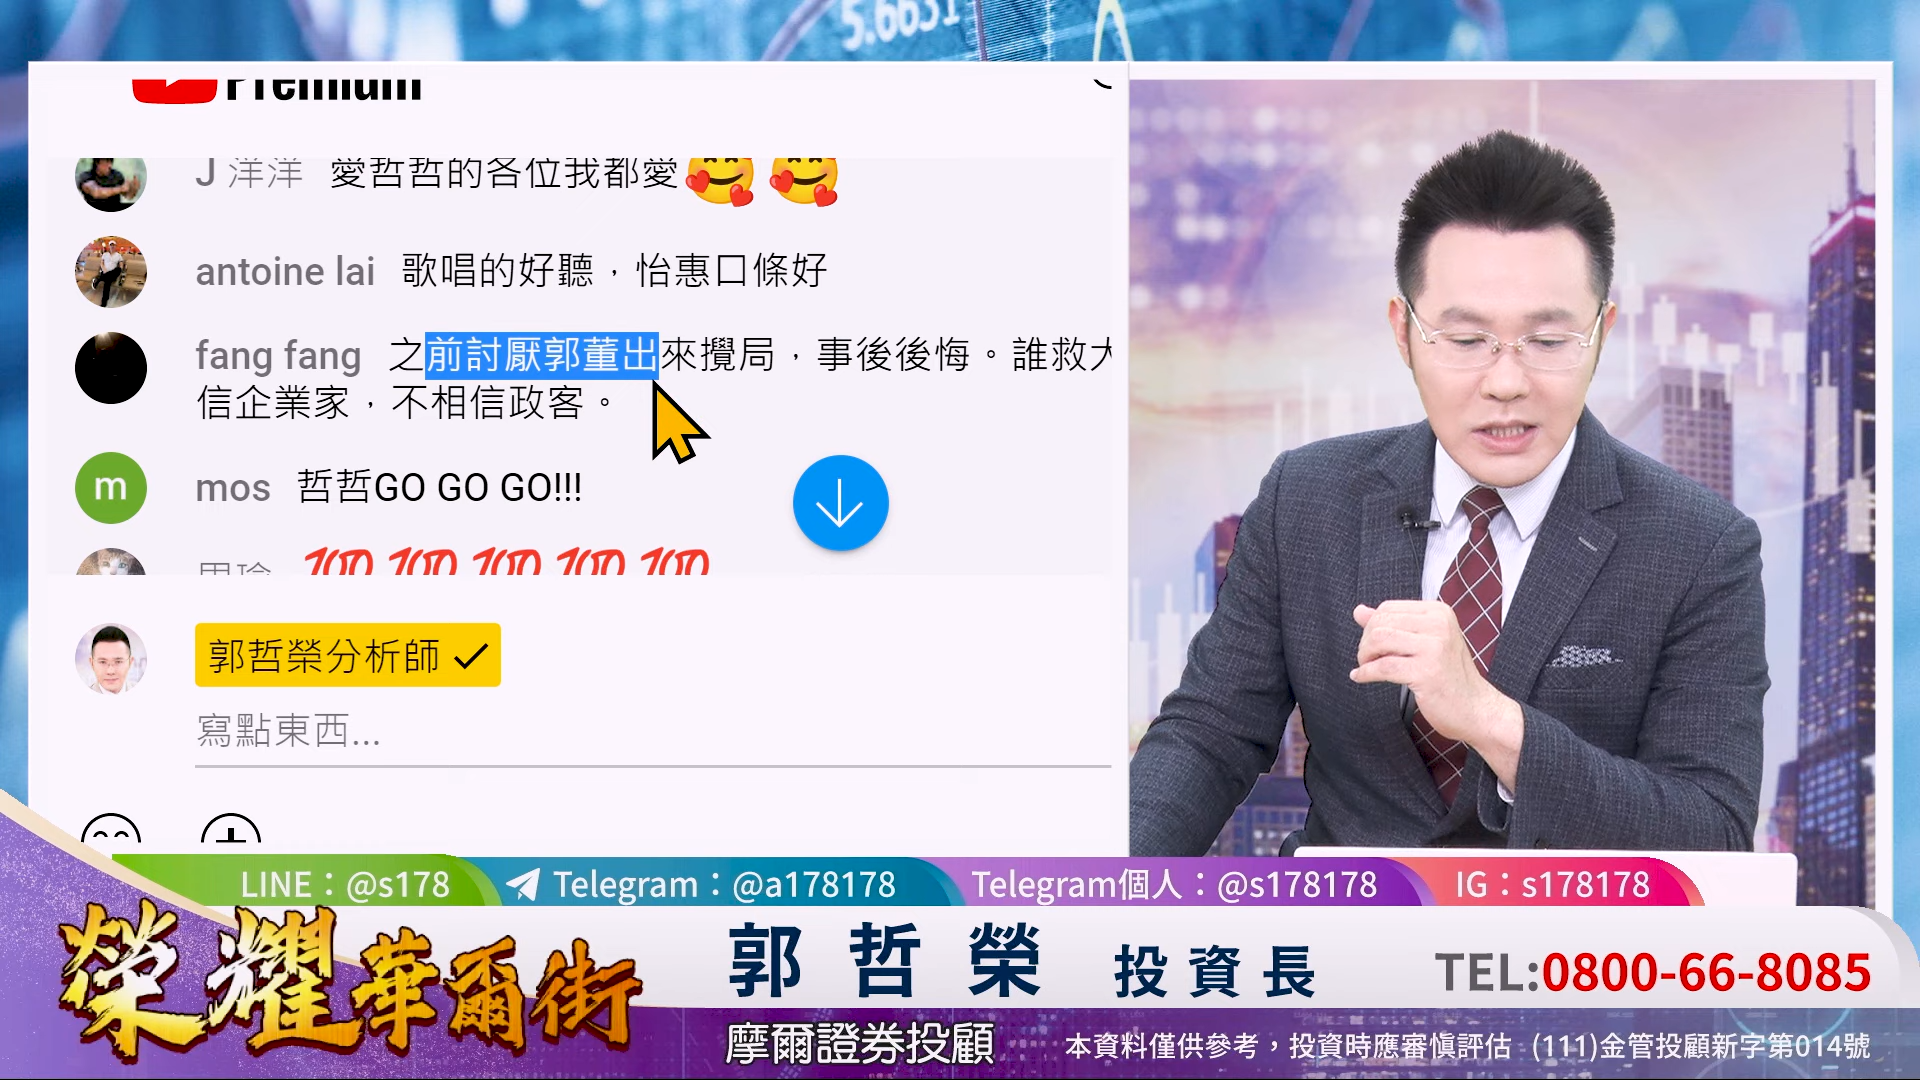 5.6631
Premium
J 洋洋 愛哲哲的各位我都愛
antoine lai 歌唱的好聽，怡惠口條好
fang fang 之前討厭郭董出來攪局，事後後悔。誰救大
信企業家，不相信政客。
m
mos 哲哲GO GO GO!!!
100 100 100 100 100
郭哲榮分析師
寫點東西...
LINE：@s178 Telegram：@a178178 Telegram個人：@s178178 IG：s178178
榮耀華爾街
郭哲榮 投資長 TEL:0800-66-8085
摩爾證券投顧 本資料僅供參考，投資時應審慎評估 (111)金管投顧新字第014號